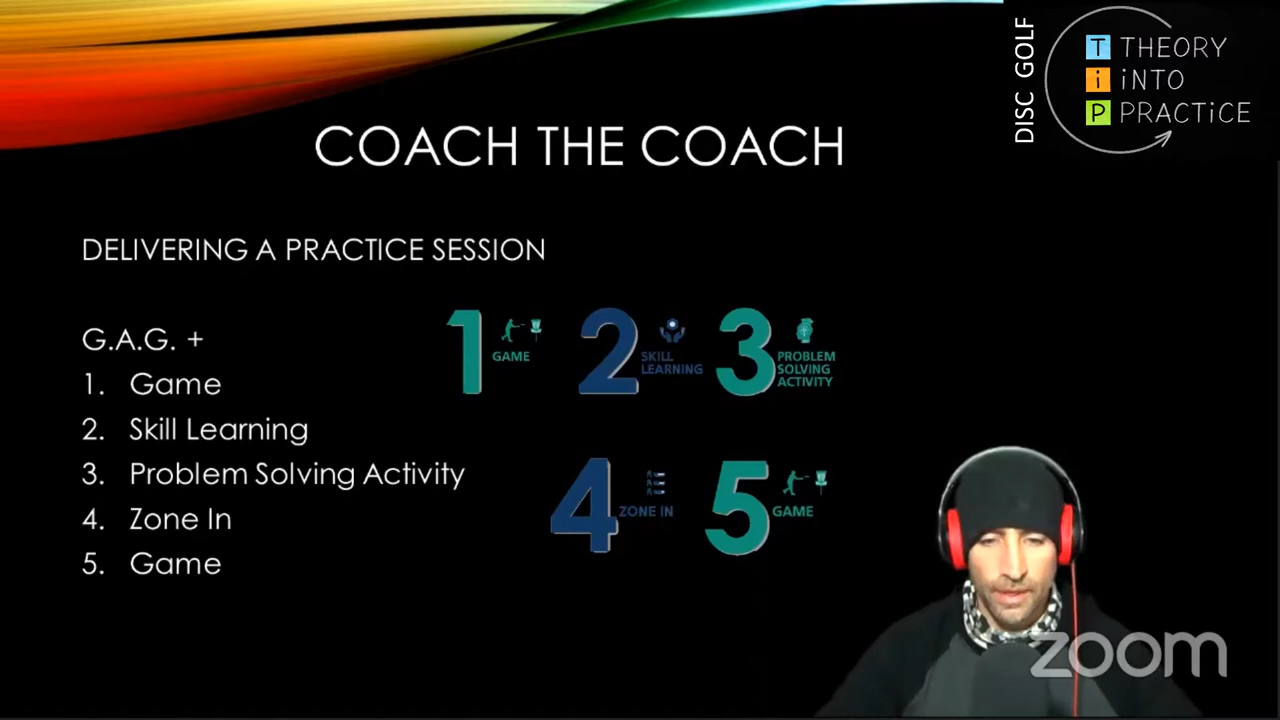 DISC GOLF
T THEORY
i iNTO
P PRACTiCE
COACH THE COACH
DELIVERING A PRACTICE SESSION
G.A.G. +
1. Game
2. Skill Learning
3. Problem Solving Activity
4. Zone In
5. Game
1 GAME
2 SKILL
LEARNING
3 PROBLEM
SOLVING
ACTIVITY
4 ZONE IN
5 GAME
zoom